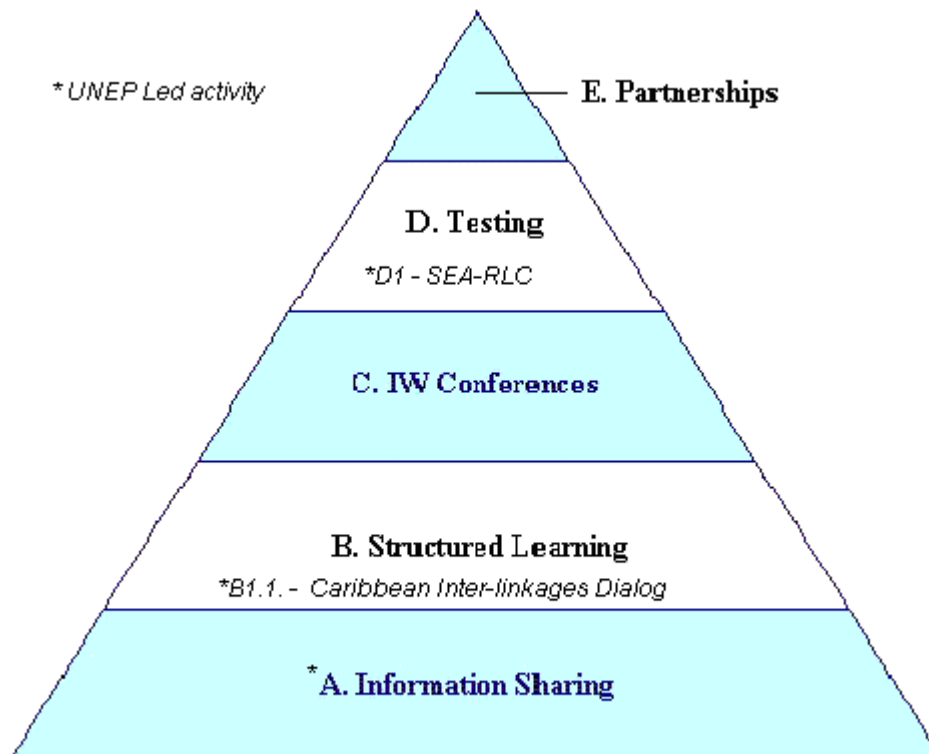 * UNEP Led activity
E. Partnerships
D. Testing
*D1 - SEA-RLC
C. IW Conferences
B. Structured Learning
*B1.1. - Caribbean Inter-linkages Dialog
*A. Information Sharing